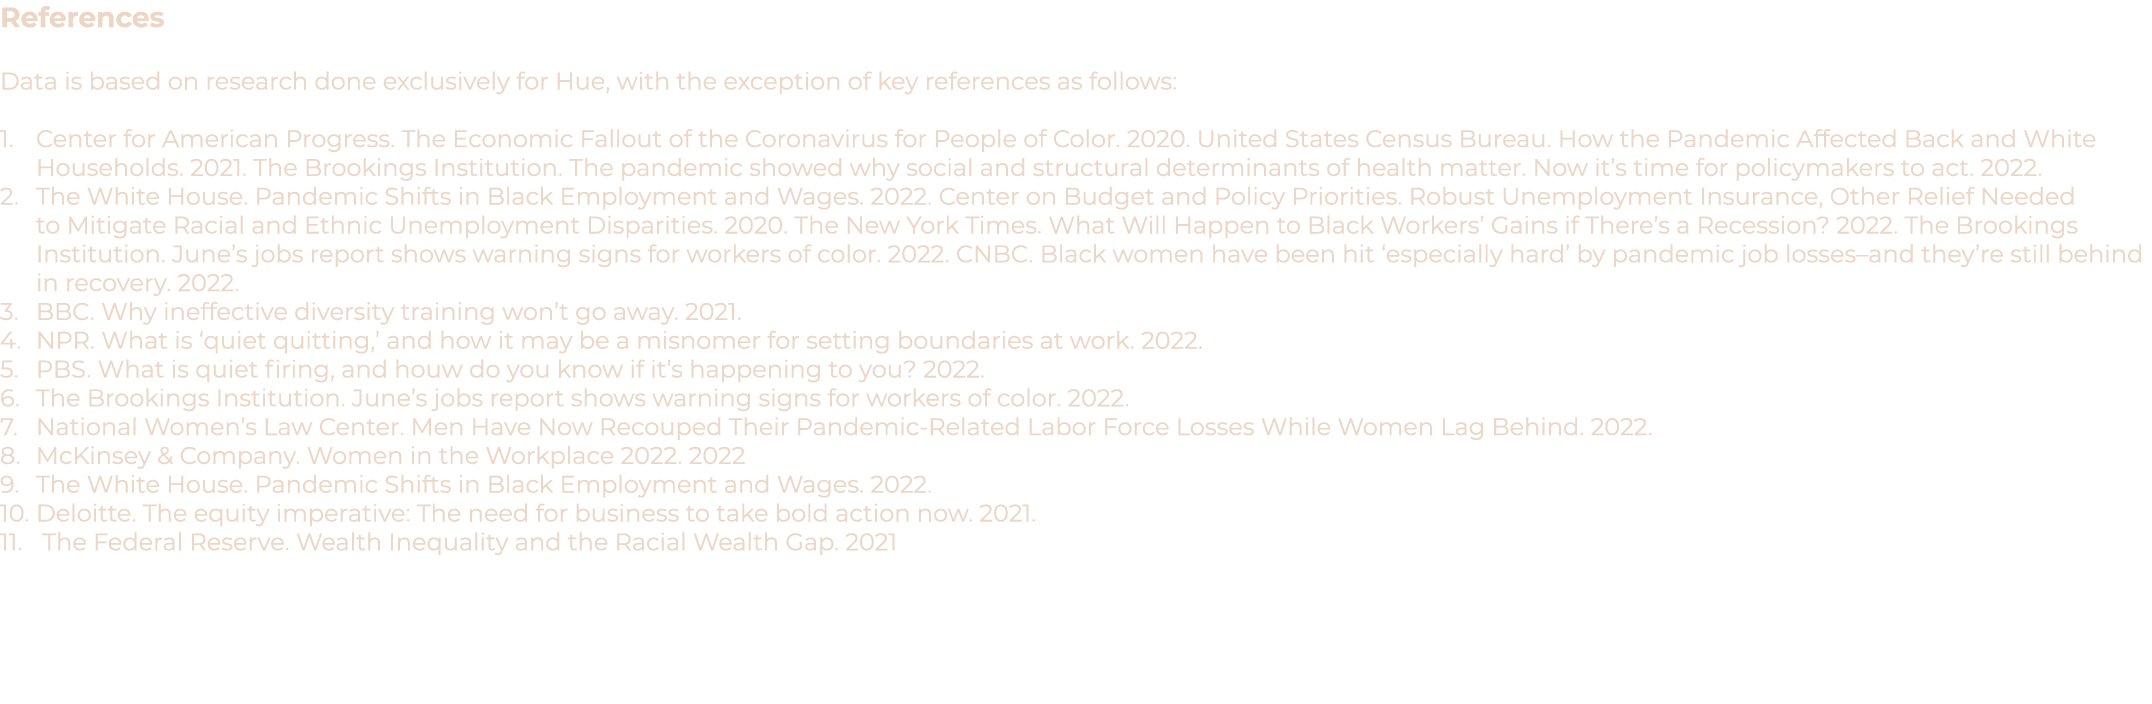 References
Data is based on research done exclusively for Hue, with the exception of key references as follows:
1. Center for American Progress. The Economic Fallout of the Coronavirus for People of Color. 2020. United States Census Bureau. How the Pandemic Affected Back and White
Households. 2021. The Brookings Institution. The pandemic showed why social and structural determinants of health matter. Now it’s time for policymakers to act. 2022.
2. The White House. Pandemic Shifts in Black Employment and Wages. 2022. Center on Budget and Policy Priorities. Robust Unemployment Insurance, Other Relief Needed
to Mitigate Racial and Ethnic Unemployment Disparities. 2020. The New York Times. What Will Happen to Black Workers’ Gains if There’s a Recession? 2022. The Brookings
Institution. June’s jobs report shows warning signs for workers of color. 2022. CNBC. Black women have been hit ‘especially hard’ by pandemic job losses–and they’re still behind
in recovery. 2022.
3. BBC. Why ineffective diversity training won’t go away. 2021.
4. NPR. What is ‘quiet quitting,’ and how it may be a misnomer for setting boundaries at work. 2022.
5. PBS. What is quiet firing, and houw do you know if it’s happening to you? 2022.
6. The Brookings Institution. June’s jobs report shows warning signs for workers of color. 2022.
7. National Women’s Law Center. Men Have Now Recouped Their Pandemic-Related Labor Force Losses While Women Lag Behind. 2022.
8. McKinsey & Company. Women in the Workplace 2022. 2022
9. The White House. Pandemic Shifts in Black Employment and Wages. 2022.
10. Deloitte. The equity imperative: The need for business to take bold action now. 2021.
11. The Federal Reserve. Wealth Inequality and the Racial Wealth Gap. 2021